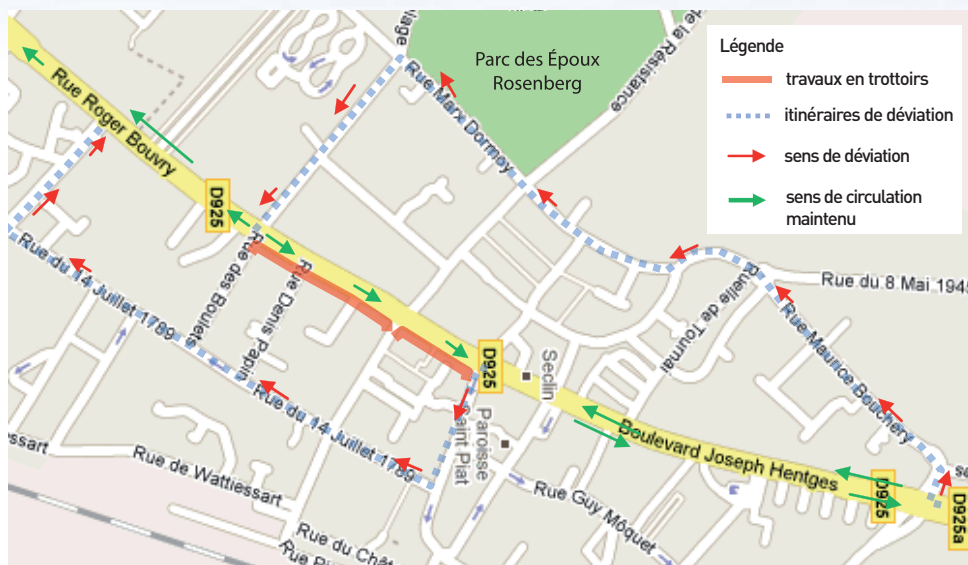 Parc des Époux
Rosenberg
de la Résistance
llage
Légende
travaux en trottoirs
itinéraires de déviation
sens de déviation
sens de circulation
maintenu
Rue Roger Bouvry
Rue Marx Dormoy
D925
Rue du 14 Juillet 1789
Rue des Boulets
Rue Denis Papin
Ruelle de Tournai
Rue du 8 Mai 1945
Rue Maurice Bouchery
D925
Seclin
Rue du 14 Juillet 1789
Paroisse
Saint Piat
Boulevard Joseph Hentges
D925
D925a
essart
Rue de Wattiessart
Rue Guy Môquet
Rue du Chât